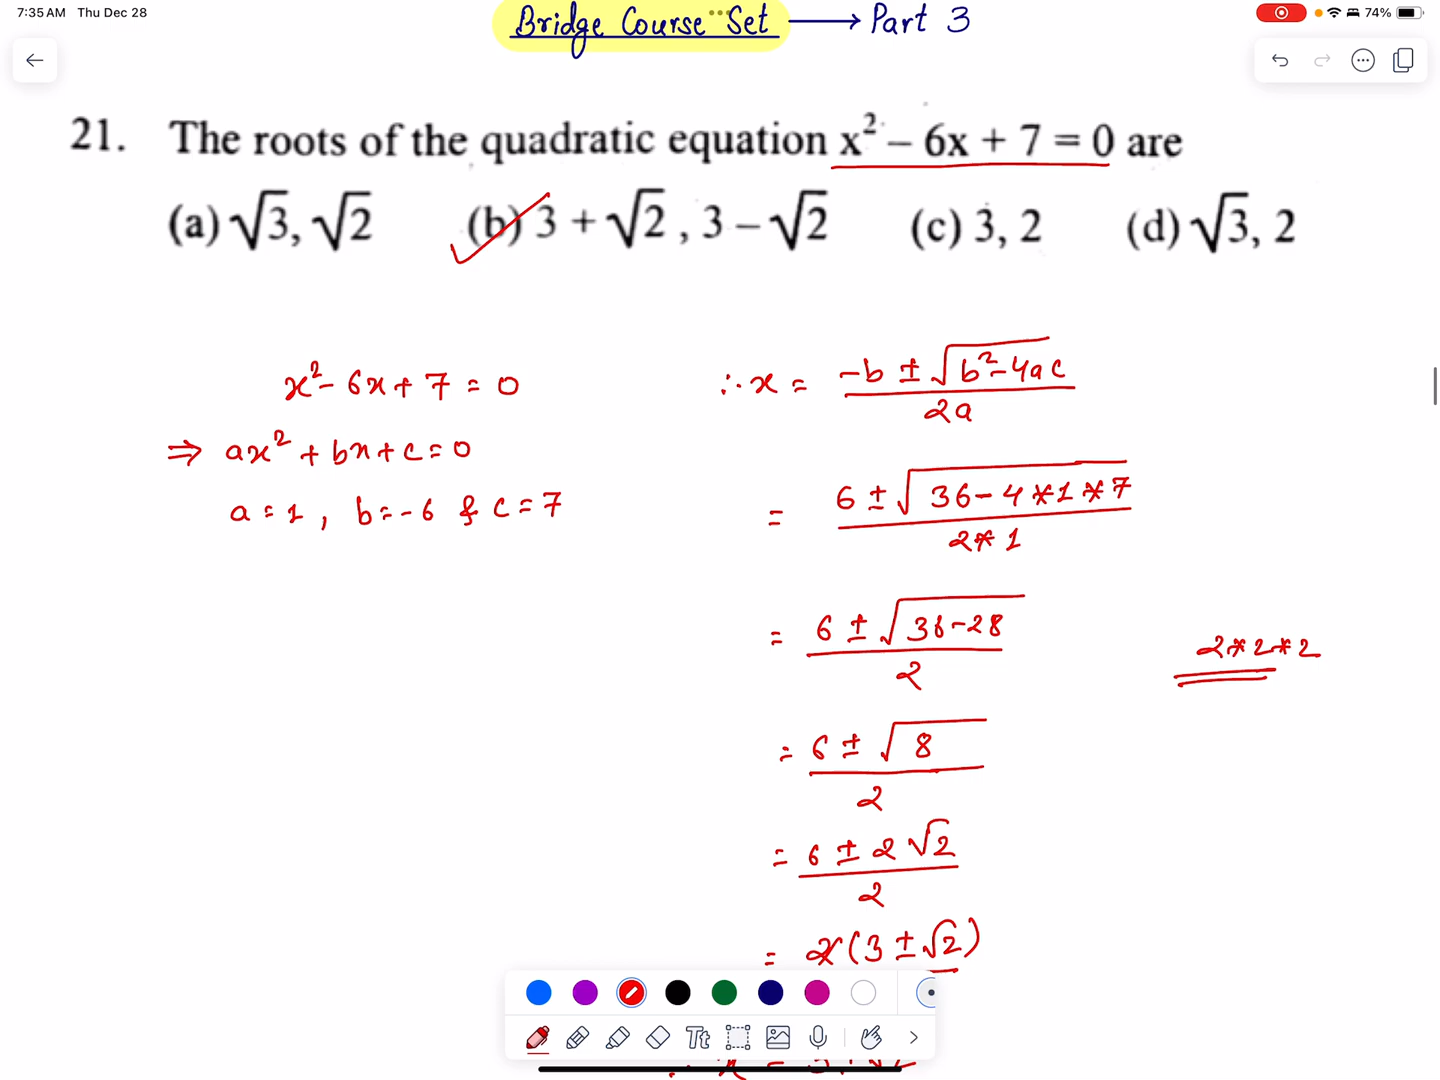 7:35 AM Thu Dec 28
74%
Bridge Course Set ⟶ Part 3
21. The roots of the quadratic equation x² – 6x + 7 = 0 are
(a) √3, √2 (b) 3 + √2 , 3 – √2 (c) 3, 2 (d) √3, 2
x² - 6x + 7 = 0
⇒ ax² + bx + c = 0
a = 1 , b = -6 & c = 7
∴ x = (-b ± √(b² - 4ac)) / 2a
= (6 ± √(36 - 4*1*7)) / 2*1
= (6 ± √(36-28)) / 2
2*2*2
= (6 ± √8) / 2
= (6 ± 2√2) / 2
= 2(3 ± √2)
Tt